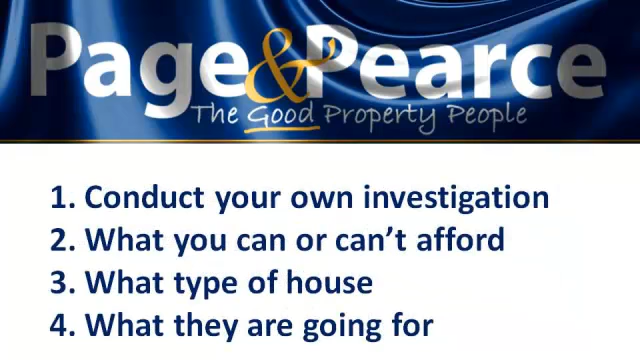 Page & Pearce
The Good Property People
1. Conduct your own investigation
2. What you can or can’t afford
3. What type of house
4. What they are going for